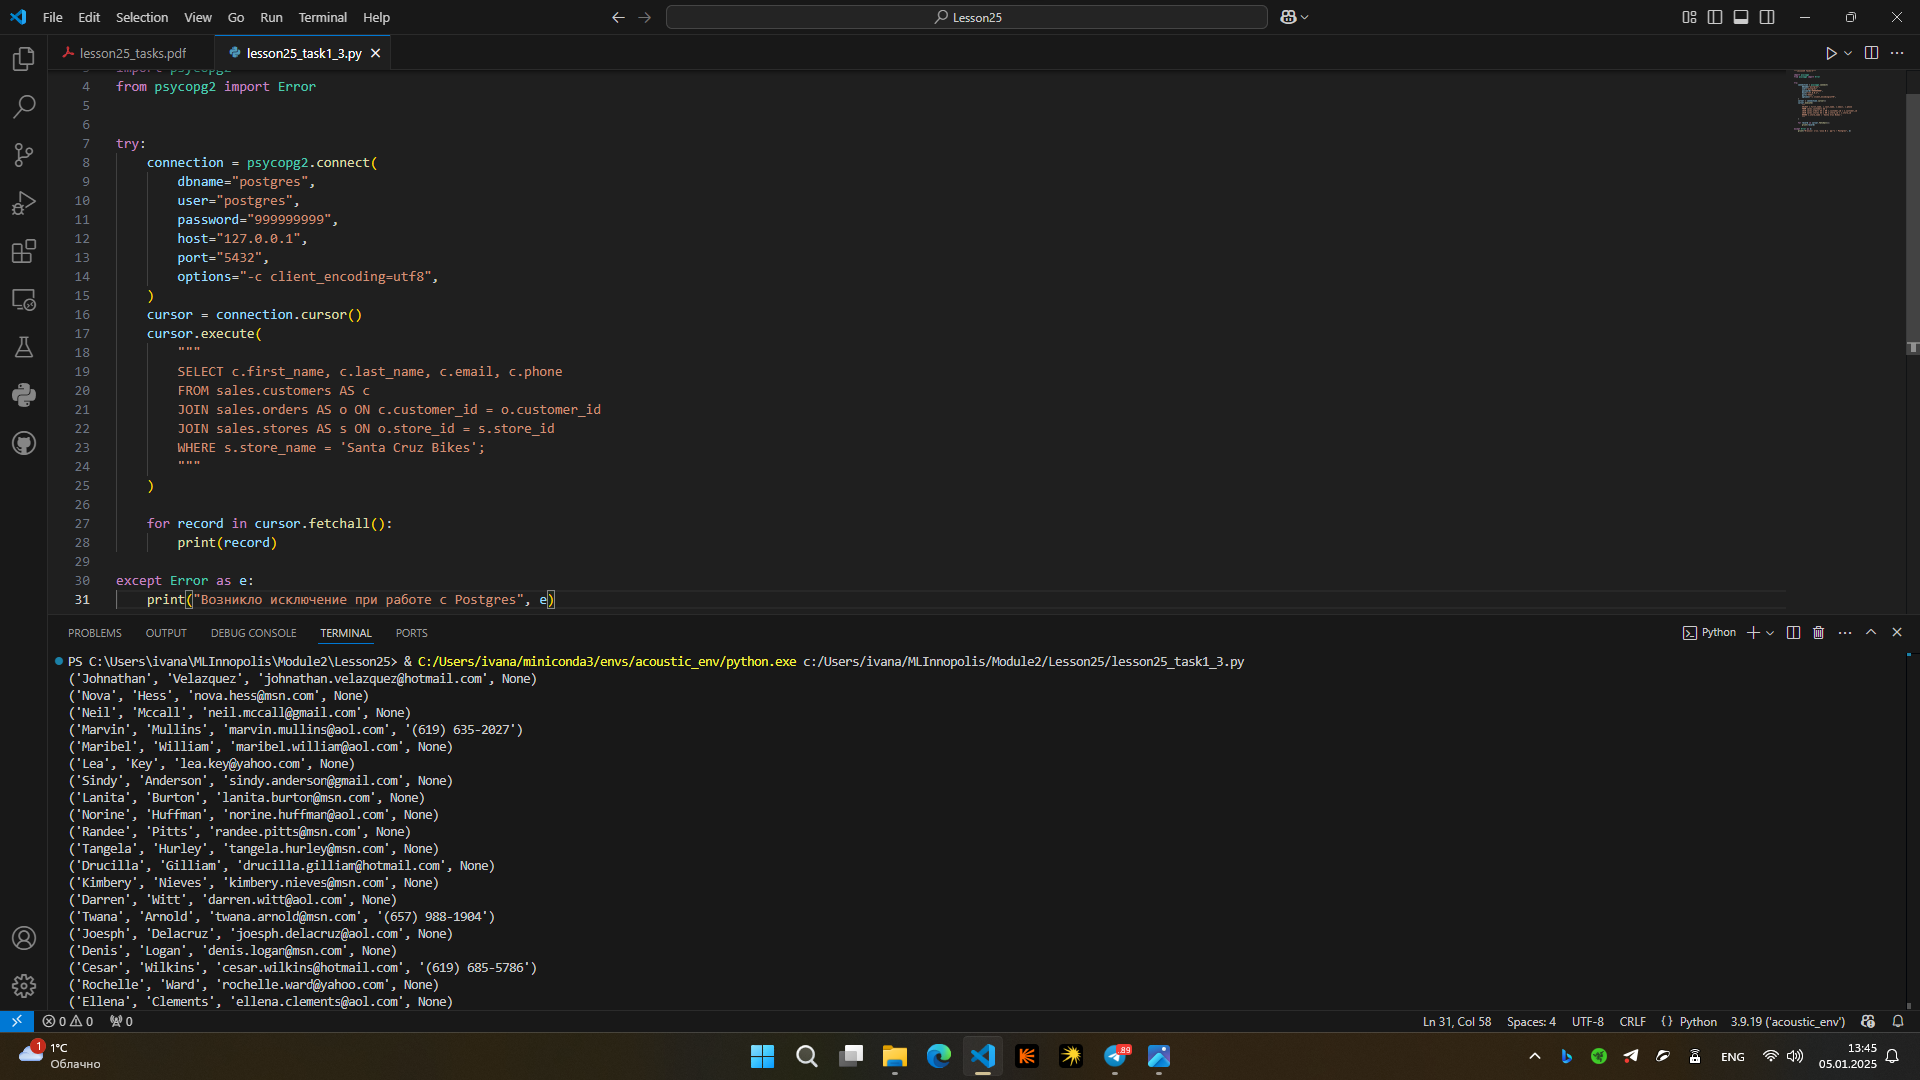 File Edit Selection View Go Run Terminal Help
Lesson25
lesson25_tasks.pdf lesson25_task1_3.py
import psycopg2
4 from psycopg2 import Error
5
6
7 try:
8 connection = psycopg2.connect(
9 dbname="postgres",
10 user="postgres",
11 password="999999999",
12 host="127.0.0.1",
13 port="5432",
14 options="-c client_encoding=utf8",
15 )
16 cursor = connection.cursor()
17 cursor.execute(
18 """
19 SELECT c.first_name, c.last_name, c.email, c.phone
20 FROM sales.customers AS c
21 JOIN sales.orders AS o ON c.customer_id = o.customer_id
22 JOIN sales.stores AS s ON o.store_id = s.store_id
23 WHERE s.store_name = 'Santa Cruz Bikes';
24 """
25 )
26
27 for record in cursor.fetchall():
28 print(record)
29
30 except Error as e:
31 print("Возникло исключение при работе с Postgres", e)
PROBLEMS OUTPUT DEBUG CONSOLE TERMINAL PORTS
Python
PS C:\Users\ivana\MLInnopolis\Module2\Lesson25> & C:/Users/ivana/miniconda3/envs/acoustic_env/python.exe c:/Users/ivana/MLInnopolis/Module2/Lesson25/lesson25_task1_3.py
('Johnathan', 'Velazquez', 'johnathan.velazquez@hotmail.com', None)
('Nova', 'Hess', 'nova.hess@msn.com', None)
('Neil', 'Mccall', 'neil.mccall@gmail.com', None)
('Marvin', 'Mullins', 'marvin.mullins@aol.com', '(619) 635-2027')
('Maribel', 'William', 'maribel.william@aol.com', None)
('Lea', 'Key', 'lea.key@yahoo.com', None)
('Sindy', 'Anderson', 'sindy.anderson@gmail.com', None)
('Lanita', 'Burton', 'lanita.burton@msn.com', None)
('Norine', 'Huffman', 'norine.huffman@aol.com', None)
('Randee', 'Pitts', 'randee.pitts@msn.com', None)
('Tangela', 'Hurley', 'tangela.hurley@msn.com', None)
('Drucilla', 'Gilliam', 'drucilla.gilliam@hotmail.com', None)
('Kimbery', 'Nieves', 'kimbery.nieves@msn.com', None)
('Darren', 'Witt', 'darren.witt@aol.com', None)
('Twana', 'Arnold', 'twana.arnold@msn.com', '(657) 988-1904')
('Joesph', 'Delacruz', 'joesph.delacruz@aol.com', None)
('Denis', 'Logan', 'denis.logan@msn.com', None)
('Cesar', 'Wilkins', 'cesar.wilkins@hotmail.com', '(619) 685-5786')
('Rochelle', 'Ward', 'rochelle.ward@yahoo.com', None)
('Ellena', 'Clements', 'ellena.clements@aol.com', None)
0 0 0 Ln 31, Col 58 Spaces: 4 UTF-8 CRLF {} Python 3.9.19 ('acoustic_env')
1 1°C
Облачно
89
ENG
13:45
05.01.2025